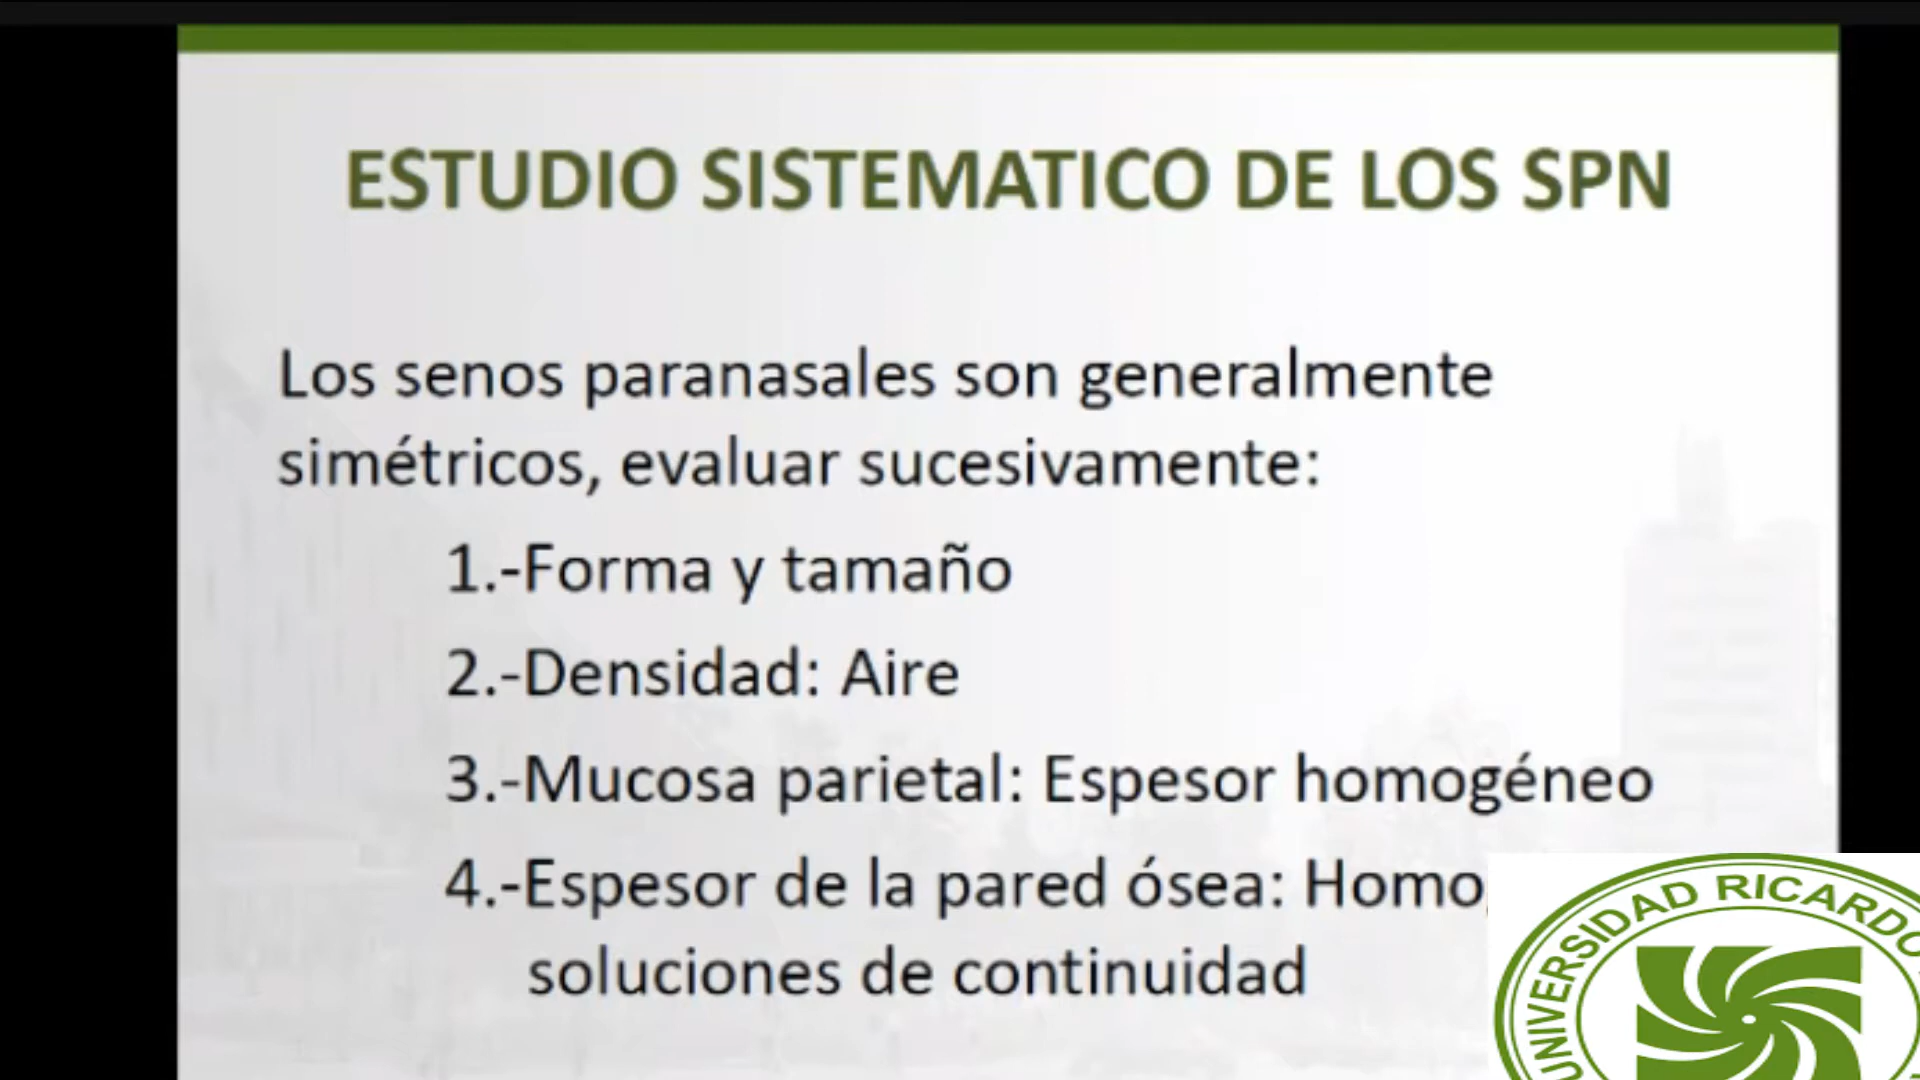 ESTUDIO SISTEMATICO DE LOS SPN
Los senos paranasales son generalmente
simétricos, evaluar sucesivamente:
1.-Forma y tamaño
2.-Densidad: Aire
3.-Mucosa parietal: Espesor homogéneo
4.-Espesor de la pared ósea:
soluciones de continuidad
UNIVERSIDAD RICARDO